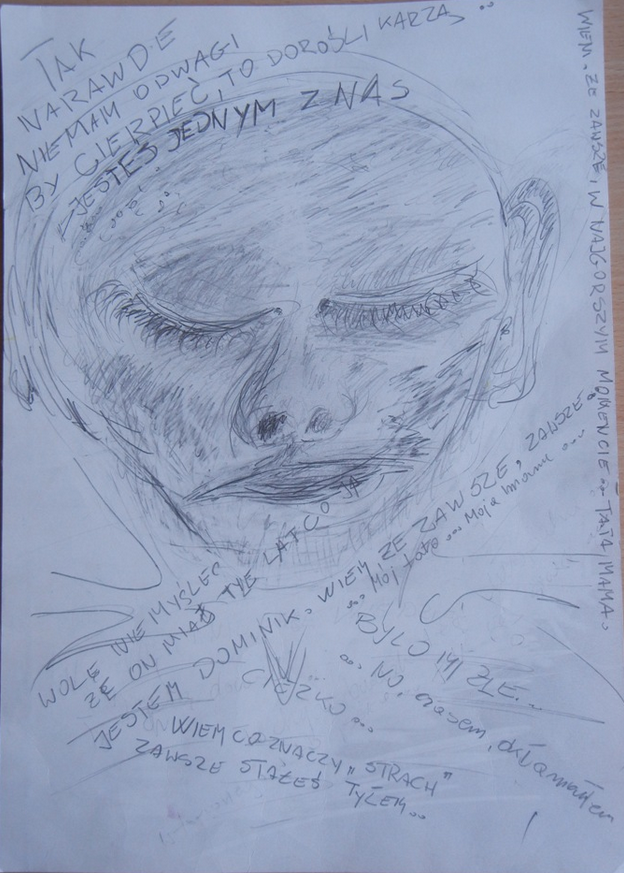 TAK
NARAWDE
NIEMAM ODWAGI
BY CIERPIEĆ, TO DOROŚLI KARZĄ..
- JESTEŚ JEDNYM Z NAS
WIEM. ŻE ZAWSZE, W NAJGORSZYM MOMENCIE... TATA MAMA..
WOLE NIE MYŚLEĆ
ŻE ON MIAŁ TYLE LAT CO JA
JESTEM DOMINIK. WIEM ŻE ZAWSZE, ZAWSZE..
... Mój tata ... Moja mama ...
BYŁO MI ŹLE...
CIĘŻKO ...
... NO, czasem, okłamałem
WIEM CO ZNACZY "STRACH"
ZAWSZE STAŁEŚ TYŁEM...